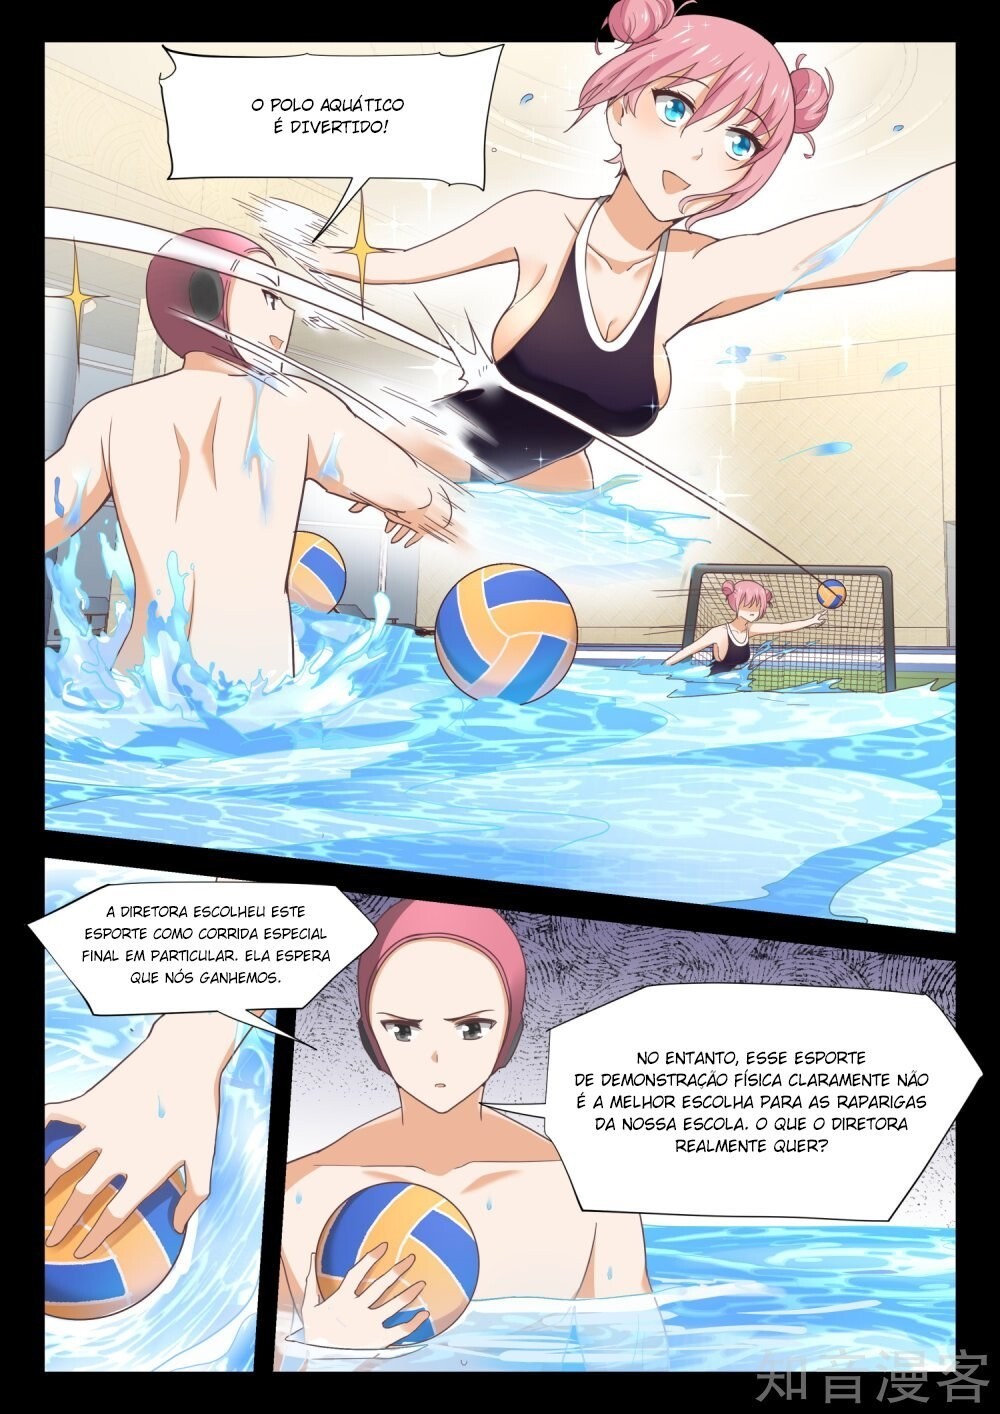 O POLO AQUÁTICO
É DIVERTIDO!
A DIRETORA ESCOLHEU ESTE
ESPORTE COMO CORRIDA ESPECIAL
FINAL EM PARTICULAR. ELA ESPERA
QUE NÓS GANHEMOS.
NO ENTANTO, ESSE ESPORTE
DE DEMONSTRAÇÃO FÍSICA CLARAMENTE NÃO
É A MELHOR ESCOLHA PARA AS RAPARIGAS
DA NOSSA ESCOLA. O QUE O DIRETORA
REALMENTE QUER?
知音漫客